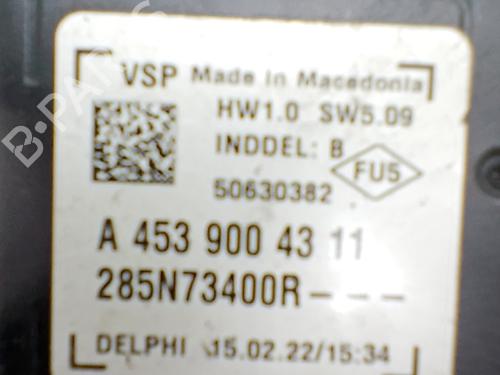 VSP Made In Macedonia
HW1.0 SW5.09
INDDEL: B
FU5
50630382
A 453 900 43 11
285N73400R---
DELPHI 15.02.22/15:34
B-PARTS